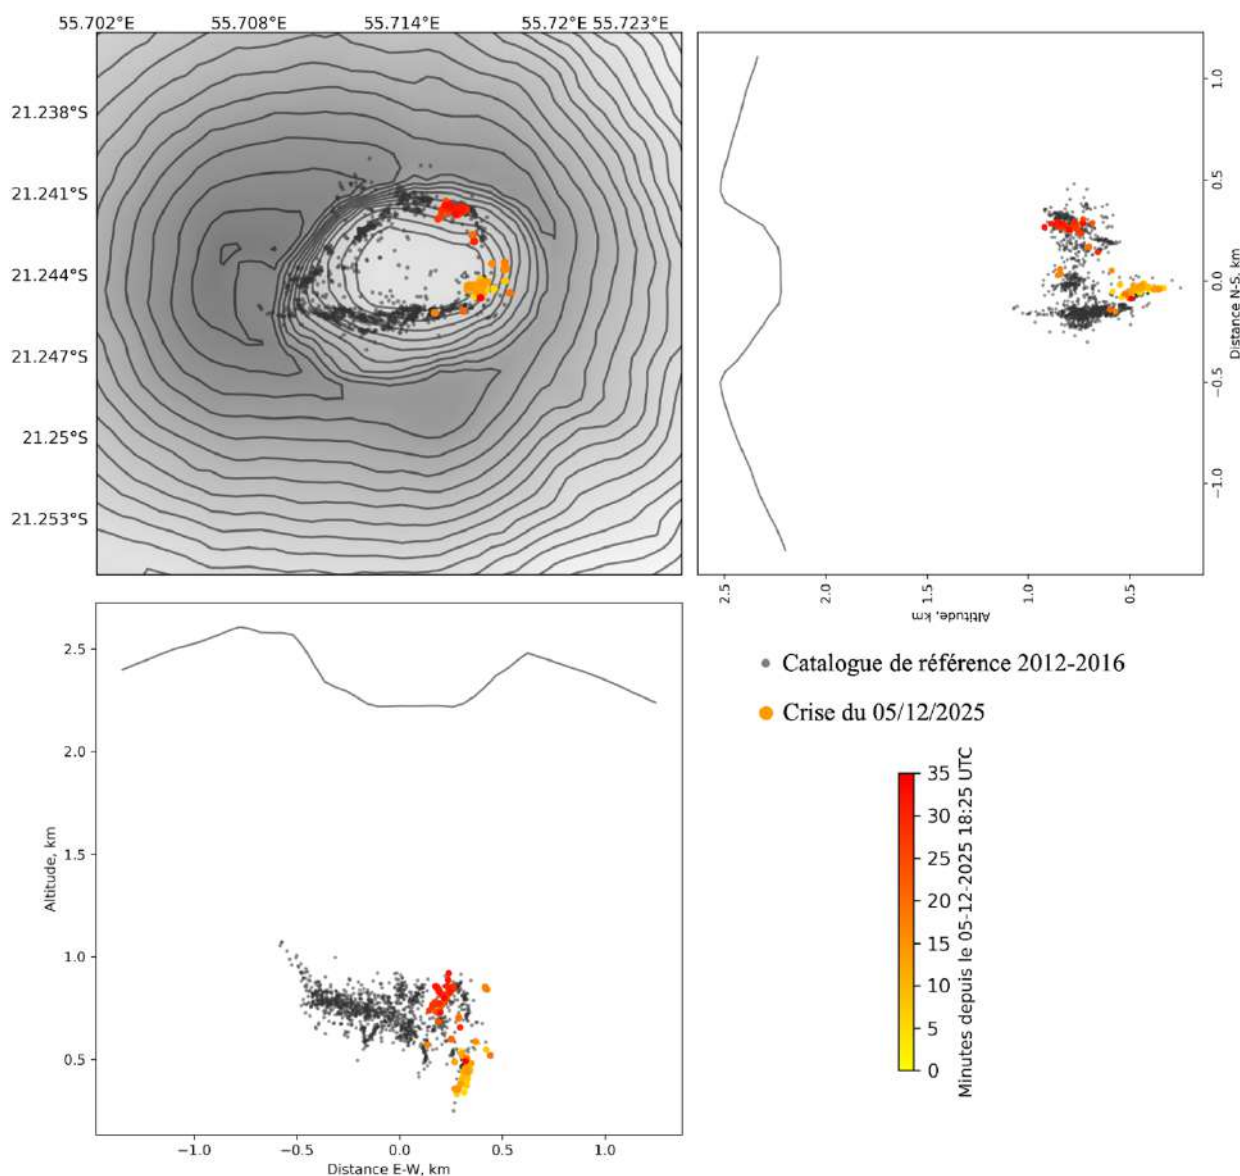 55.702°E 55.708°E 55.714°E 55.72°E 55.723°E
21.238°S
21.241°S
21.244°S
21.247°S
21.25°S
21.253°S
1.0
0.5
0.0
−0.5
−1.0
Distance N-S, km
2.5 2.0 1.5 1.0 0.5
Altitude, km
2.5
2.0
1.5
1.0
0.5
Altitude, km
−1.0 −0.5 0.0 0.5 1.0
Distance E-W, km
Catalogue de référence 2012-2016
Crise du 05/12/2025
35
30
25
20
15
10
5
0
Minutes depuis le 05-12-2025 18:25 UTC